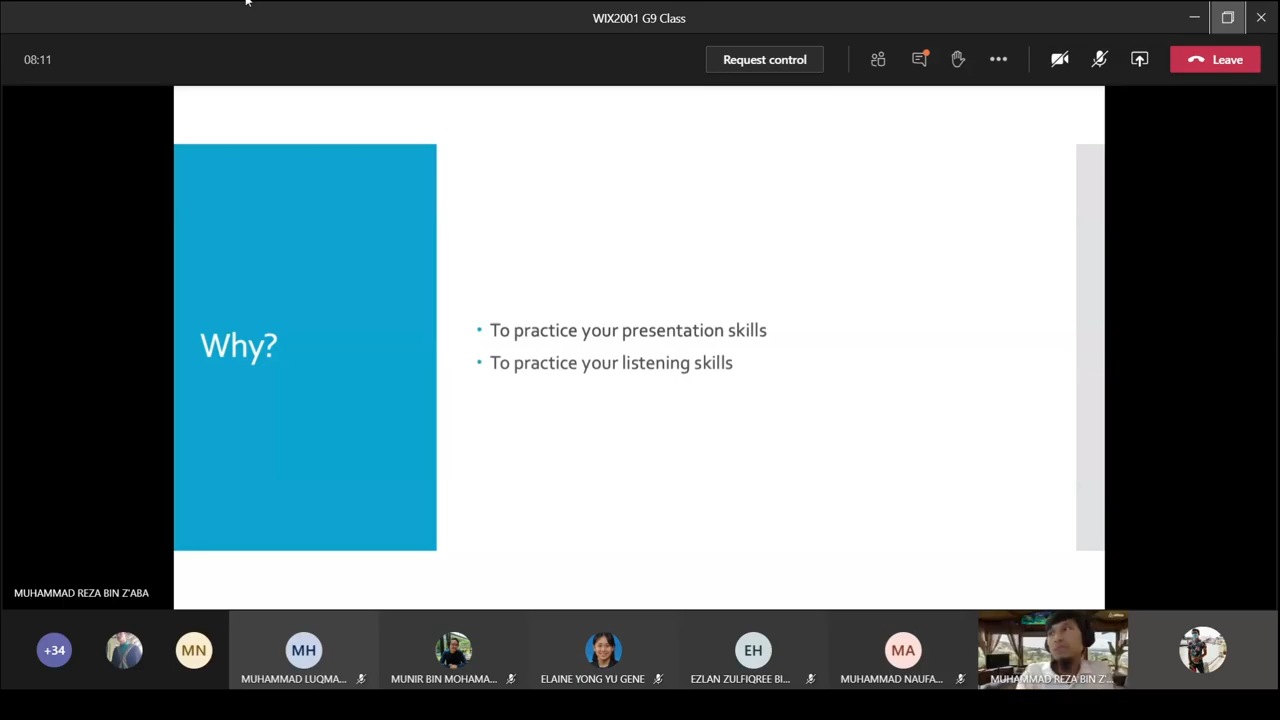 WIX2001 G9 Class
08:11
Request control
Leave
Why?
• To practice your presentation skills
• To practice your listening skills
MUHAMMAD REZA BIN Z'ABA
+34
MN
MH
MUHAMMAD LUQMA...
MUNIR BIN MOHAMA...
ELAINE YONG YU GENE
EH
EZLAN ZULFIQREE BI...
MA
MUHAMMAD NAUFA...
MUHAMMAD REZA BIN Z'...